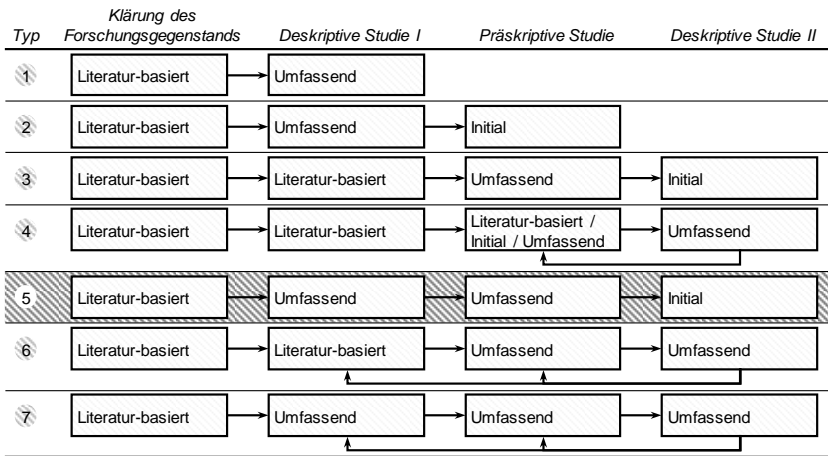 Typ Klärung des Forschungsgegenstands Deskriptive Studie I Präskriptive Studie Deskriptive Studie II
1 Literatur-basiert Umfassend
2 Literatur-basiert Umfassend Initial
3 Literatur-basiert Literatur-basiert Umfassend Initial
4 Literatur-basiert Literatur-basiert Literatur-basiert / Initial / Umfassend Umfassend
5 Literatur-basiert Umfassend Umfassend Initial
6 Literatur-basiert Literatur-basiert Umfassend Umfassend
7 Literatur-basiert Umfassend Umfassend Umfassend